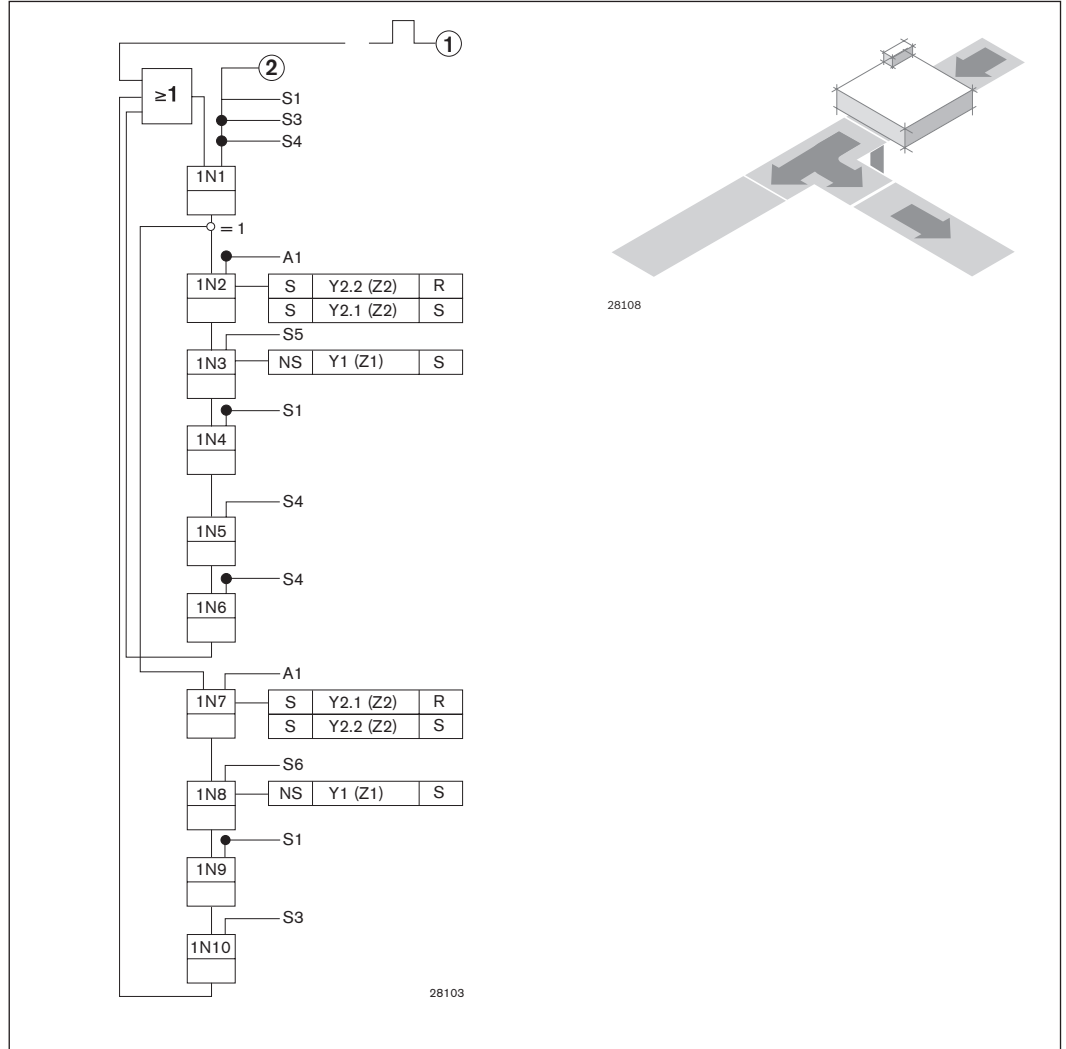 1
2
≥1
S1
S3
S4
1N1
= 1
A1
1N2 S Y2.2 (Z2) R
S Y2.1 (Z2) S
S5
1N3 NS Y1 (Z1) S
S1
1N4
S4
1N5
S4
1N6
A1
1N7 S Y2.1 (Z2) R
S Y2.2 (Z2) S
S6
1N8 NS Y1 (Z1) S
S1
1N9
S3
1N10
28103
28108